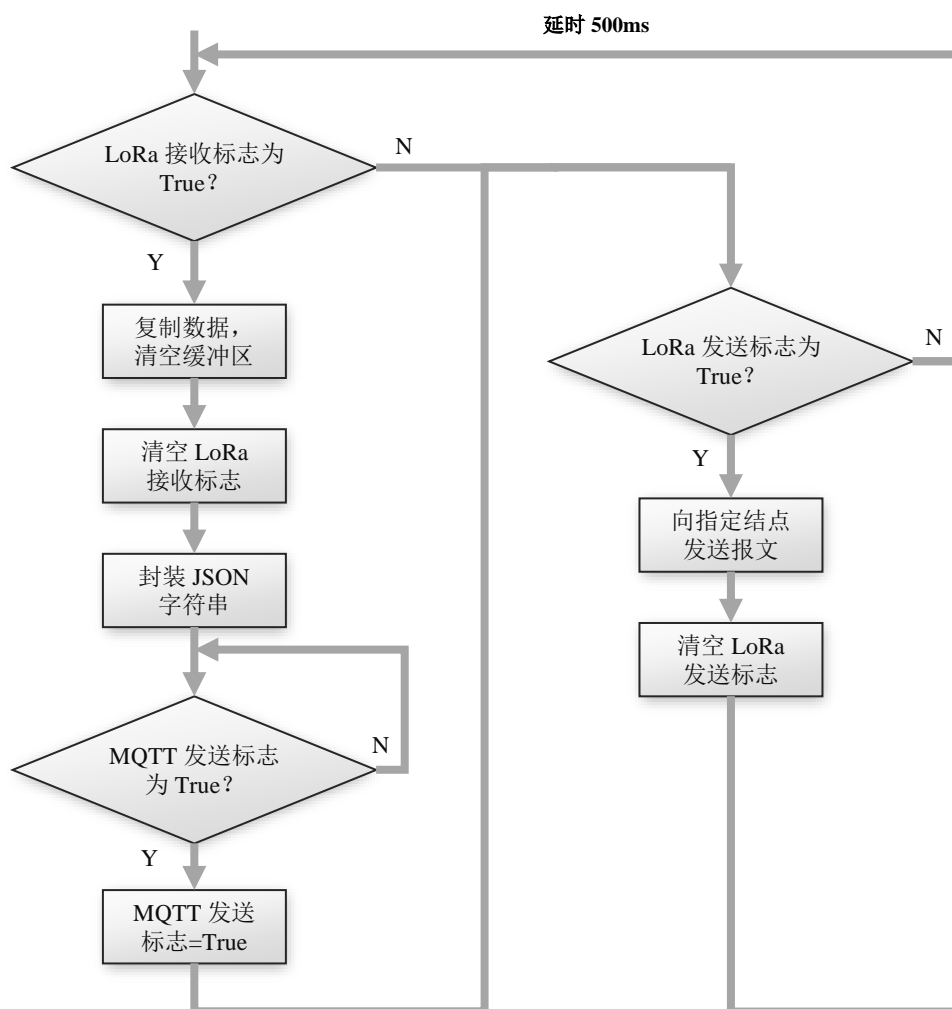 延时 500ms
LoRa 接收标志为
True？
N
Y
复制数据，
清空缓冲区
清空 LoRa
接收标志
封装 JSON
字符串
MQTT 发送标志
为 True？
N
Y
MQTT 发送
标志=True
LoRa 发送标志为
True？
N
Y
向指定结点
发送报文
清空 LoRa
发送标志